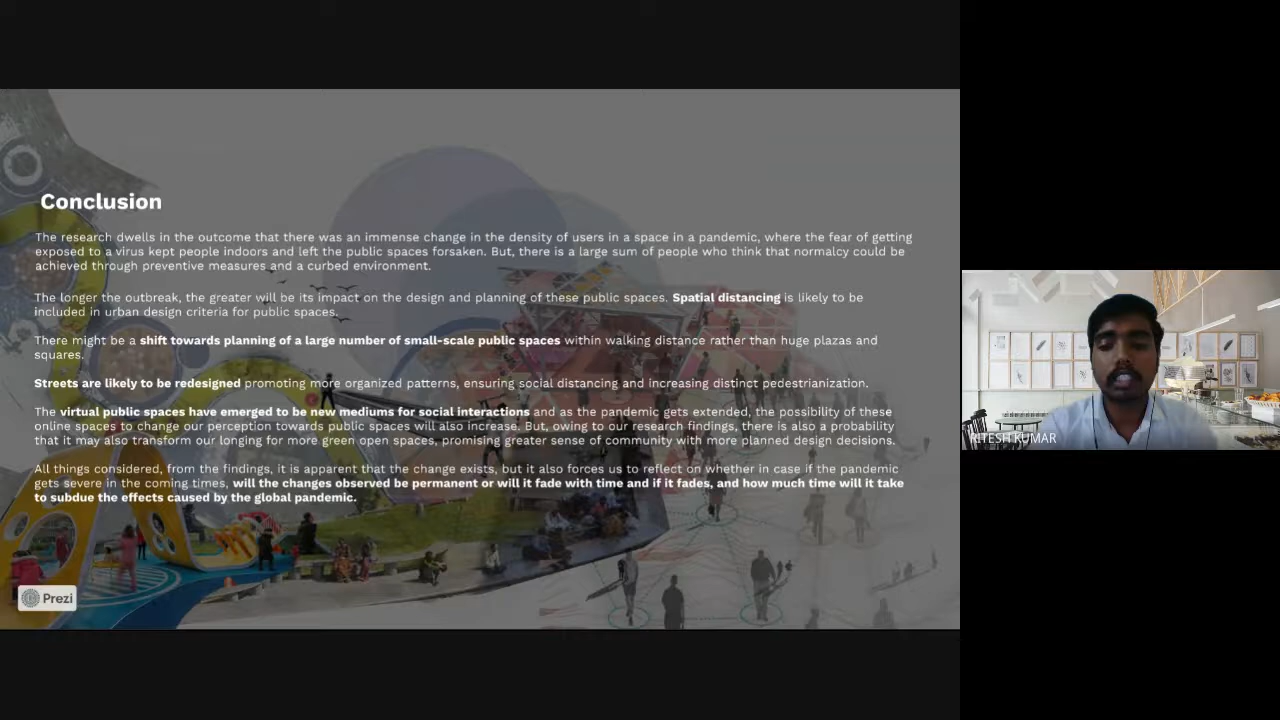 Conclusion
The research dwells in the outcome that there was an immense change in the density of users in a space in a pandemic, where the fear of getting
exposed to a virus kept people indoors and left the public spaces forsaken. But, there is a large sum of people who think that normalcy could be
achieved through preventive measures and a curbed environment.
The longer the outbreak, the greater will be its impact on the design and planning of these public spaces. Spatial distancing is likely to be
included in urban design criteria for public spaces.
There might be a shift towards planning of a large number of small-scale public spaces within walking distance rather than huge plazas and
squares.
Streets are likely to be redesigned promoting more organized patterns, ensuring social distancing and increasing distinct pedestrianization.
The virtual public spaces have emerged to be new mediums for social interactions and as the pandemic gets extended, the possibility of these
online spaces to change our perception towards public spaces will also increase. But, owing to our research findings, there is also a probability
that it may also transform our longing for more green open spaces, promising greater sense of community with more planned design decisions.
All things considered, from the findings, it is apparent that the change exists, but it also forces us to reflect on whether in case if the pandemic
gets severe in the coming times, will the changes observed be permanent or will it fade with time and if it fades, and how much time will it take
to subdue the effects caused by the global pandemic.
Prezi
RITESH KUMAR